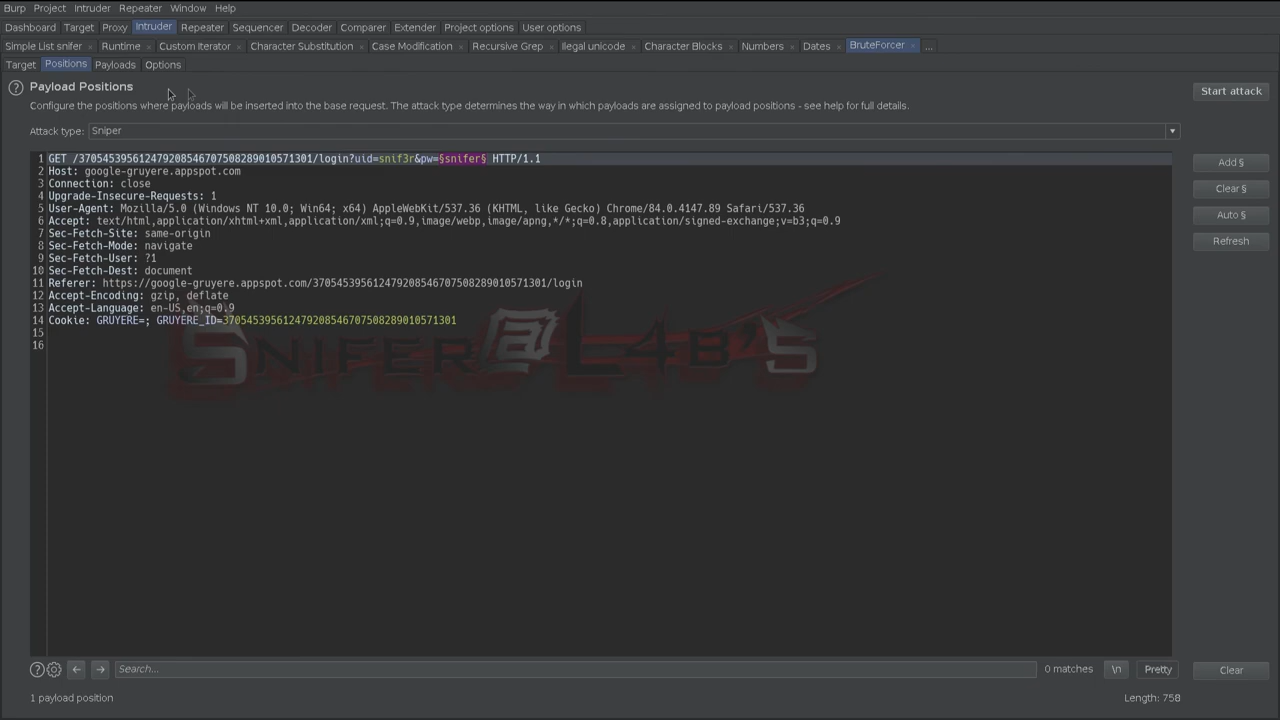 Burp Project Intruder Repeater Window Help
Dashboard Target Proxy Intruder Repeater Sequencer Decoder Comparer Extender Project options User options
Simple List snifer × Runtime × Custom Iterator × Character Substitution × Case Modification × Recursive Grep × Ilegal unicode × Character Blocks × Numbers × Dates × BruteForcer × ...
Target Positions Payloads Options
? Payload Positions
Start attack
Configure the positions where payloads will be inserted into the base request. The attack type determines the way in which payloads are assigned to payload positions - see help for full details.
Attack type: Sniper
1 GET /370545395612479208546707508289010571301/login?uid=snif3r&pw=§snifer§ HTTP/1.1
2 Host: google-gruyere.appspot.com
3 Connection: close
4 Upgrade-Insecure-Requests: 1
5 User-Agent: Mozilla/5.0 (Windows NT 10.0; Win64; x64) AppleWebKit/537.36 (KHTML, like Gecko) Chrome/84.0.4147.89 Safari/537.36
6 Accept: text/html,application/xhtml+xml,application/xml;q=0.9,image/webp,image/apng,*/*;q=0.8,application/signed-exchange;v=b3;q=0.9
7 Sec-Fetch-Site: same-origin
8 Sec-Fetch-Mode: navigate
9 Sec-Fetch-User: ?1
10 Sec-Fetch-Dest: document
11 Referer: https://google-gruyere.appspot.com/370545395612479208546707508289010571301/login
12 Accept-Encoding: gzip, deflate
13 Accept-Language: en-US,en;q=0.9
14 Cookie: GRUYERE=; GRUYERE_ID=370545395612479208546707508289010571301
15
16
Add §
Clear §
Auto §
Refresh
SNIFER@L4B'S
? Search... 0 matches \n Pretty Clear
1 payload position
Length: 758